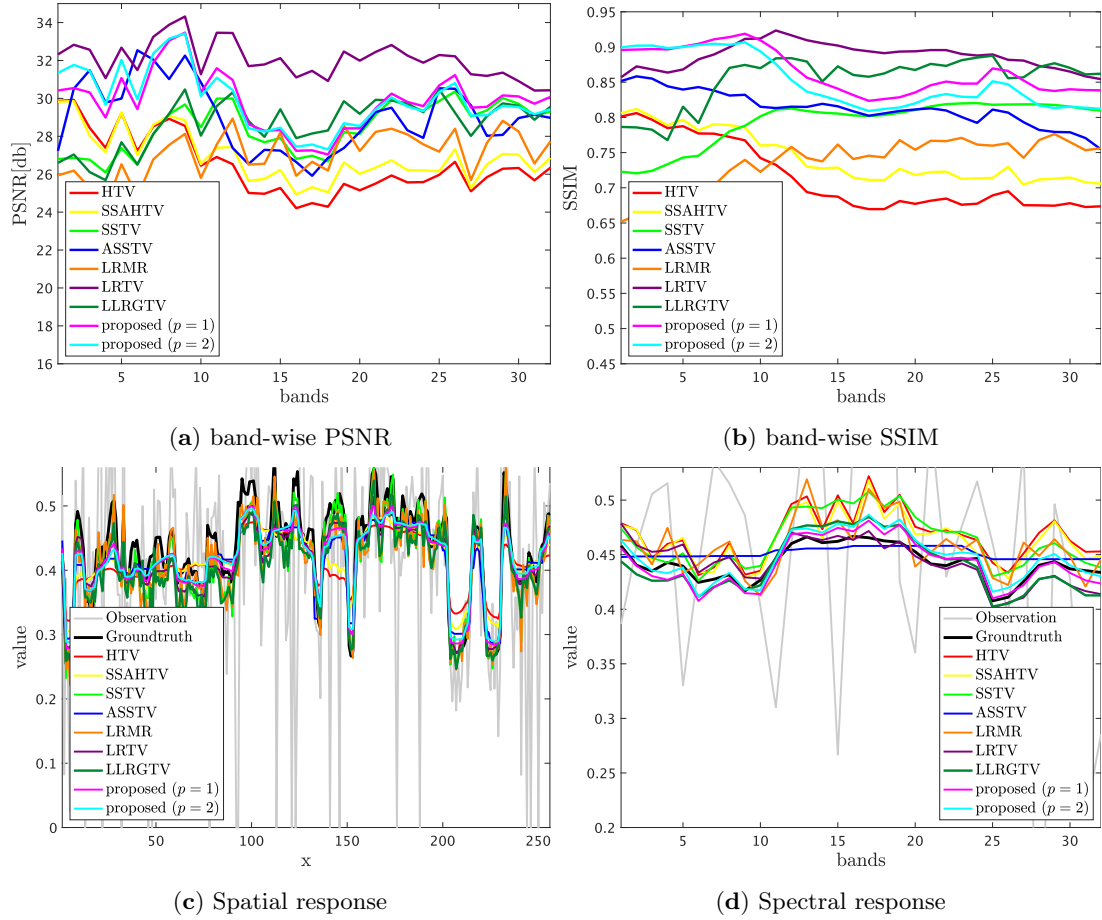 34
32
30
28
26
24
22
20
18
16
PSNR[db]
5
10
15
20
25
30
bands
HTV
SSAHTV
SSTV
ASSTV
LRMR
LRTV
LLRGTV
proposed (p = 1)
proposed (p = 2)
(a) band-wise PSNR
0.95
0.9
0.85
0.8
0.75
0.7
0.65
0.6
0.55
0.5
0.45
SSIM
5
10
15
20
25
30
bands
HTV
SSAHTV
SSTV
ASSTV
LRMR
LRTV
LLRGTV
proposed (p = 1)
proposed (p = 2)
(b) band-wise SSIM
0.5
0.4
0.3
0.2
0.1
0
value
50
100
150
200
250
x
Observation
Groundtruth
HTV
SSAHTV
SSTV
ASSTV
LRMR
LRTV
LLRGTV
proposed (p = 1)
proposed (p = 2)
(c) Spatial response
0.5
0.45
0.4
0.35
0.3
0.25
0.2
value
5
10
15
20
25
30
bands
Observation
Groundtruth
HTV
SSAHTV
SSTV
ASSTV
LRMR
LRTV
LLRGTV
proposed (p = 1)
proposed (p = 2)
(d) Spectral response